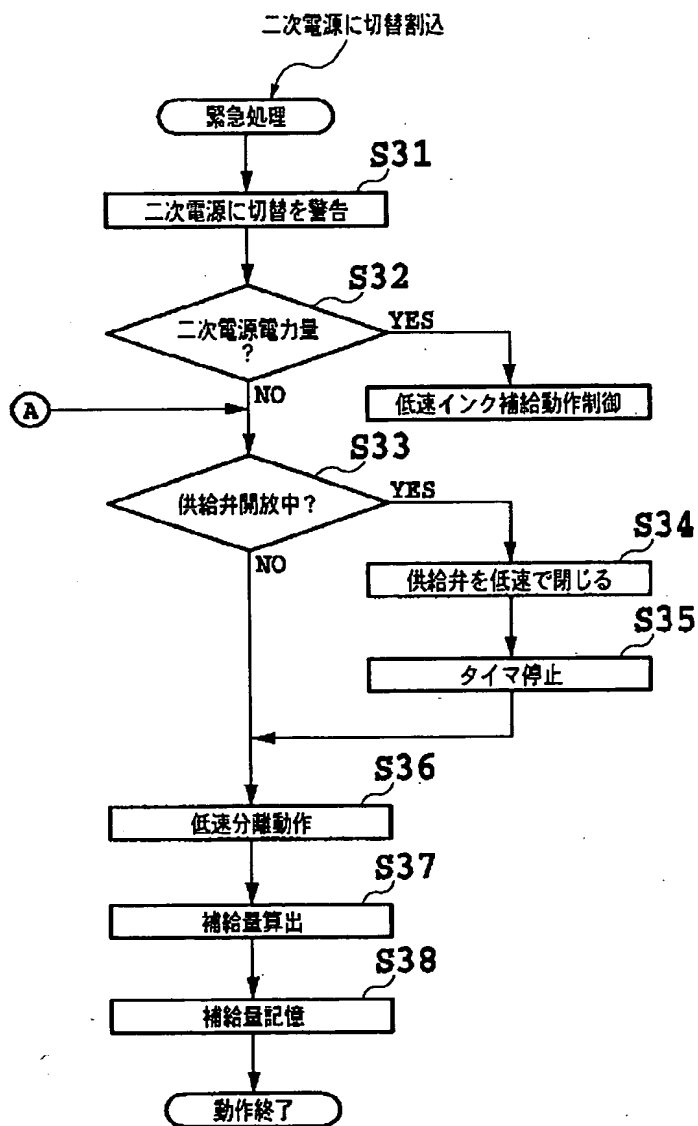 二次電源に切替割込
緊急処理
S31
二次電源に切替を警告
S32
二次電源電力量
?
YES
NO
低速インク補給動作制御
A
S33
供給弁開放中?
YES
NO
S34
供給弁を低速で閉じる
S35
タイマ停止
S36
低速分離動作
S37
補給量算出
S38
補給量記憶
動作終了